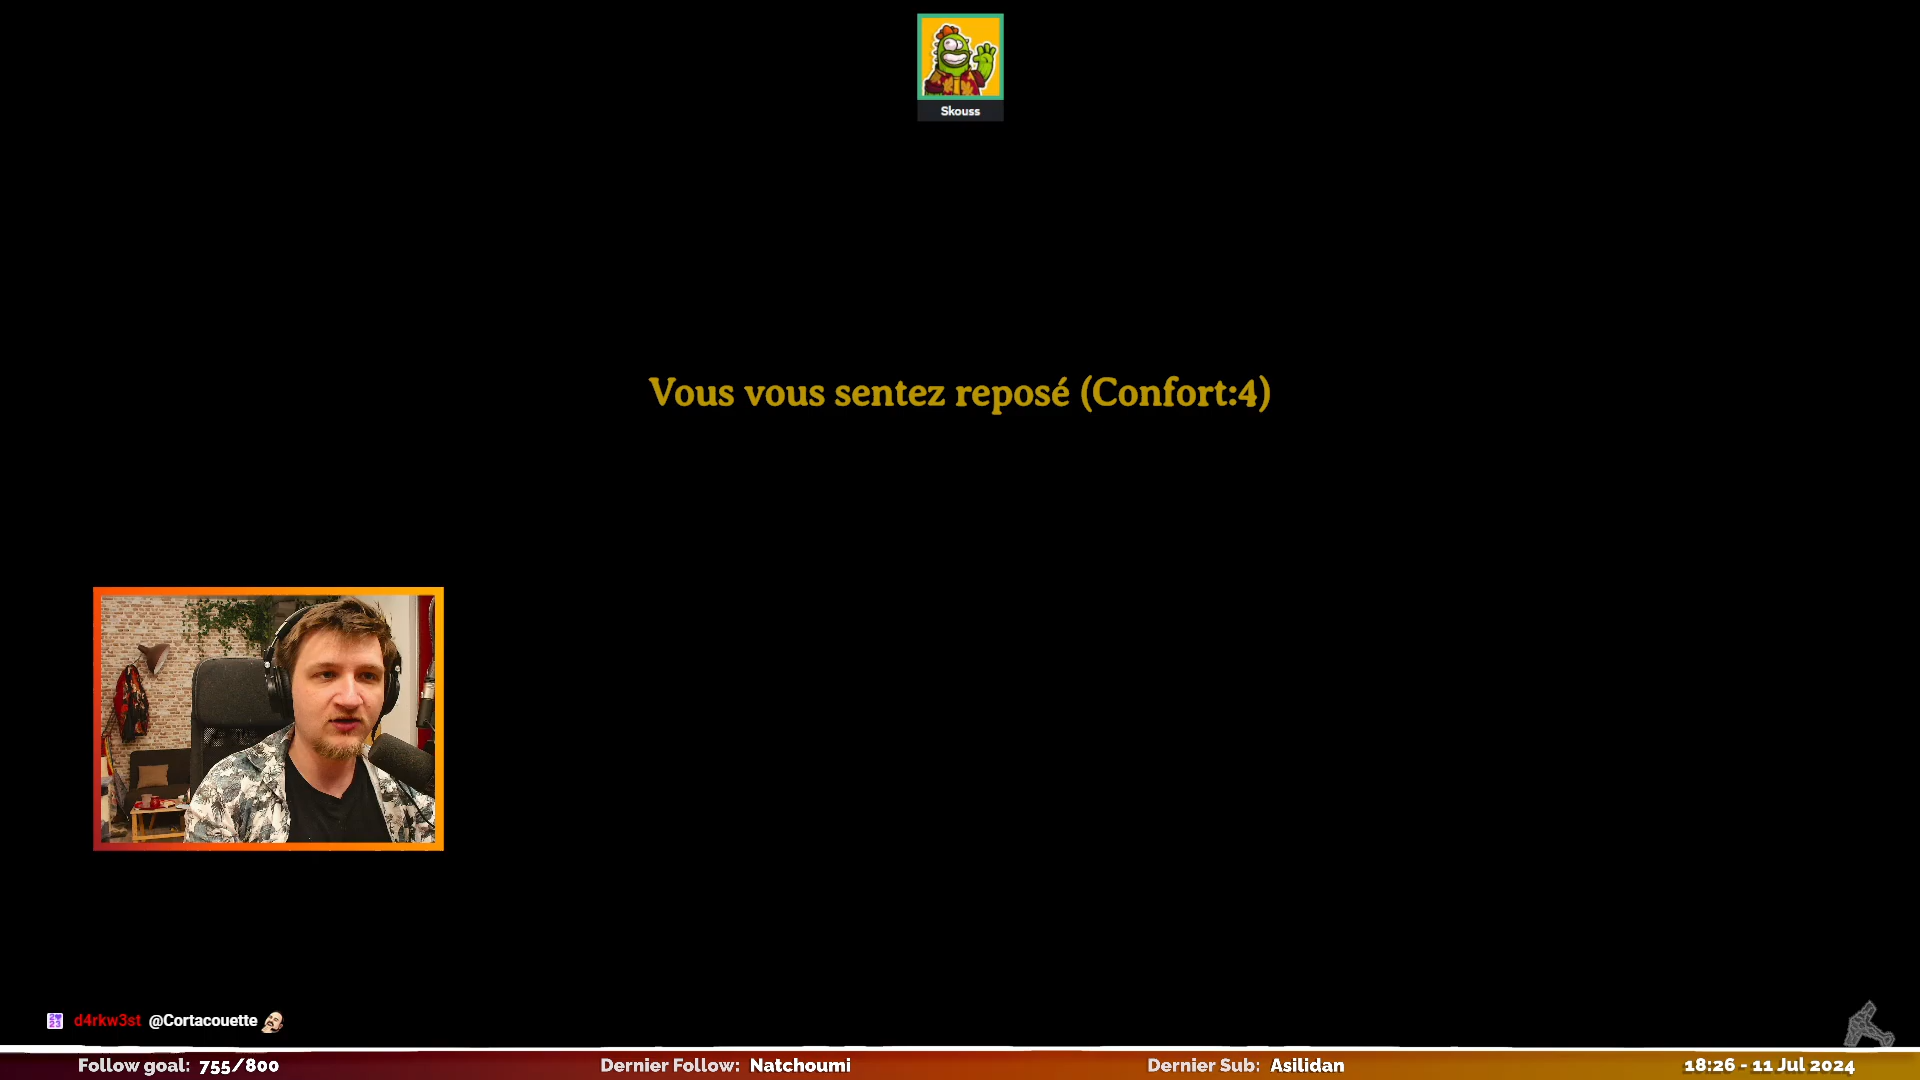 Skouss
Vous vous sentez reposé (Confort:4)
d4rkw3st @Cortacouette
Follow goal: 755/800
Dernier Follow: Natchoumi
Dernier Sub: Asilidan
18:26 - 11 Jul 2024